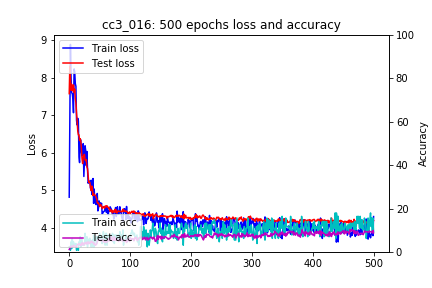 cc3_016: 500 epochs loss and accuracy
9
8
7
6
5
4
Loss
Train loss
Test loss
Train acc
Test acc
100
80
60
40
20
0
Accuracy
0
100
200
300
400
500